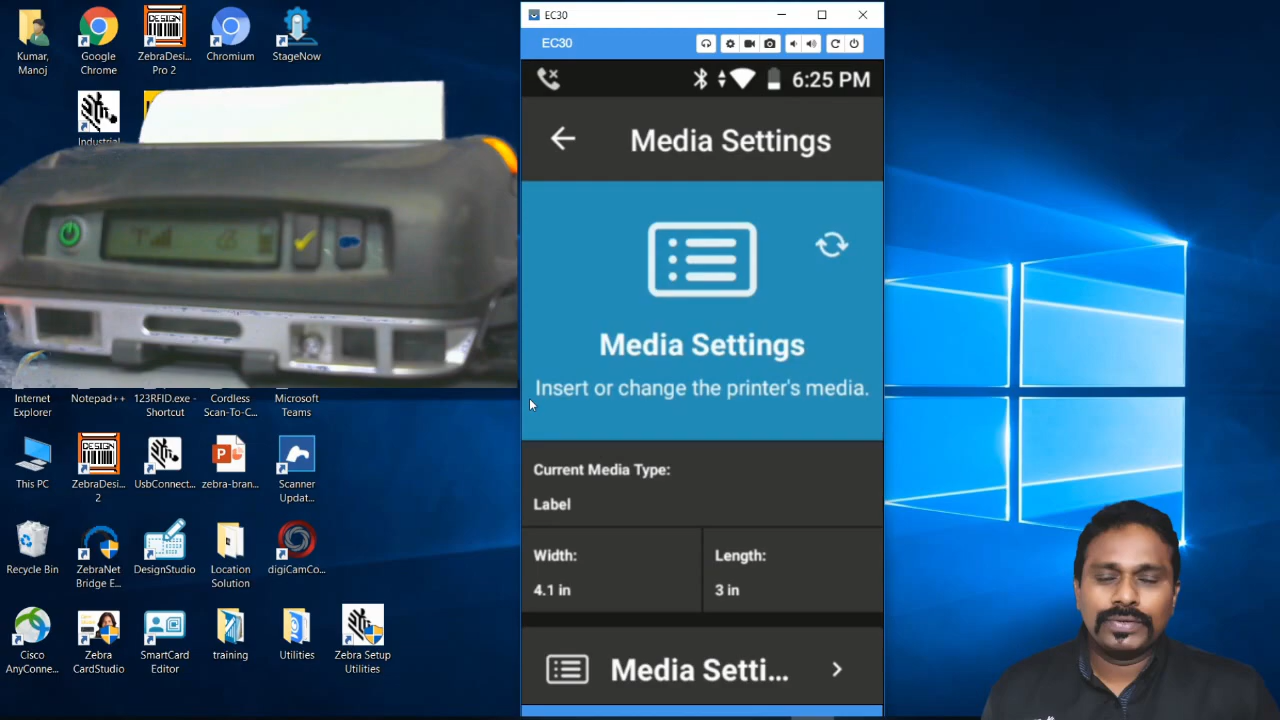 Kumar,
Manoj
Google
Chrome
DESIGN
ZebraDesi...
Pro 2
Chromium
StageNow
Industrial
Internet
Explorer
Notepad++
123RFID.exe -
Shortcut
Cordless
Scan-To-C...
Microsoft
Teams
This PC
DESIGN
ZebraDesi...
2
UsbConnect...
zebra-bran...
Scanner
Updat...
Recycle Bin
ZebraNet
Bridge E...
DesignStudio
Location
Solution
digiCamCo...
Cisco
AnyConne...
Zebra
CardStudio
SmartCard
Editor
training
Utilities
Zebra Setup
Utilities
EC30
EC30
6:25 PM
Media Settings
Media Settings
Insert or change the printer's media.
Current Media Type:
Label
Width:
4.1 in
Length:
3 in
Media Setti...